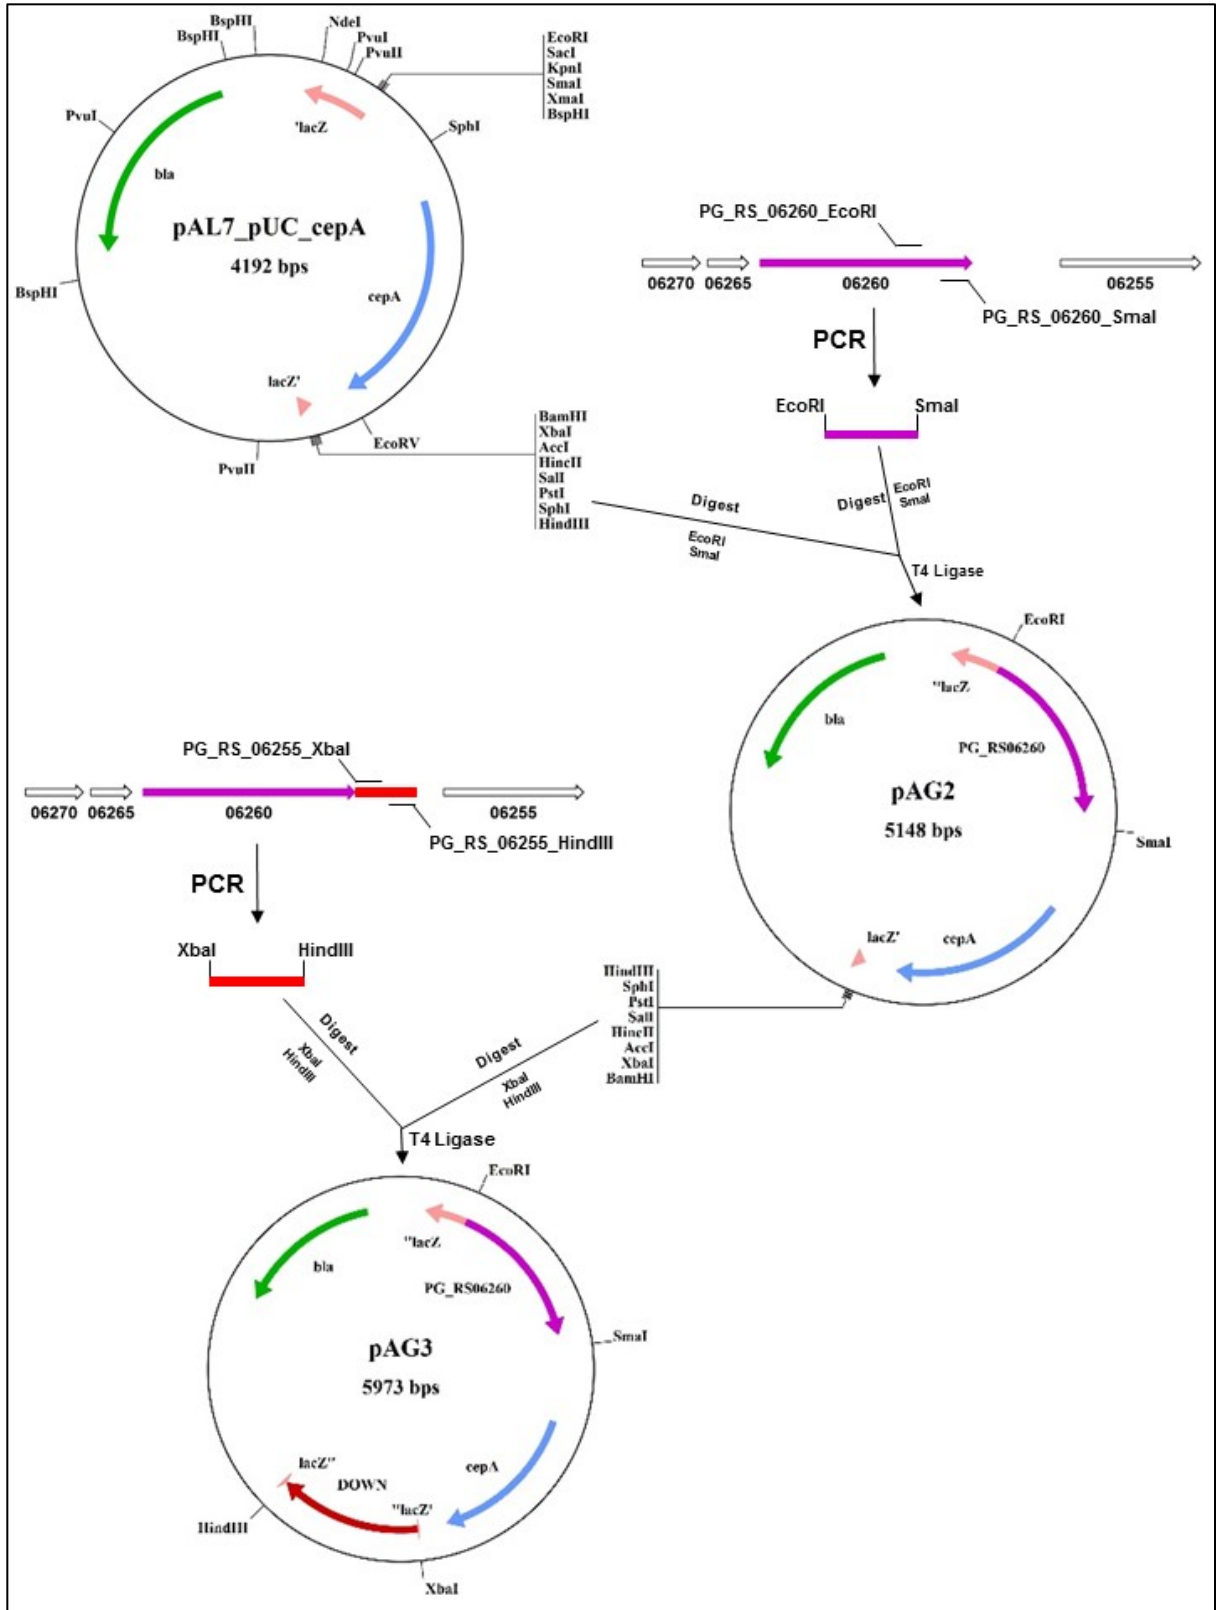 BspHI
BspHI
NdeI
PvuI
PvuII
EcoRI
SacI
KpnI
SmaI
XmaI
BspHI
PvuI
'lacZ
SphI
bla
pAL7_pUC_cepA
4192 bps
BspHI
cepA
lacZ'
EcoRV
PvuII
BamHI
XbaI
AccI
HincII
SalI
PstI
SphI
HindIII
PG_RS_06260_EcoRI
06270 06265 06260 06255
PG_RS_06260_SmaI
PCR
EcoRI SmaI
Digest
EcoRI
SmaI
Digest
EcoRI
SmaI
T4 Ligase
EcoRI
"lacZ
bla
PG_RS06260
pAG2
5148 bps
SmaI
lacZ'
cepA
HindIII
SphI
PstI
SalI
HincII
AccI
XbaI
BamHI
PG_RS_06255_XbaI
06270 06265 06260 06255
PG_RS_06255_HindIII
PCR
XbaI HindIII
Digest
XbaI
HindIII
Digest
XbaI
HindIII
T4 Ligase
EcoRI
"lacZ
bla
PG_RS06260
SmaI
pAG3
5973 bps
lacZ"
DOWN
cepA
"lacZ'
HindIII
XbaI